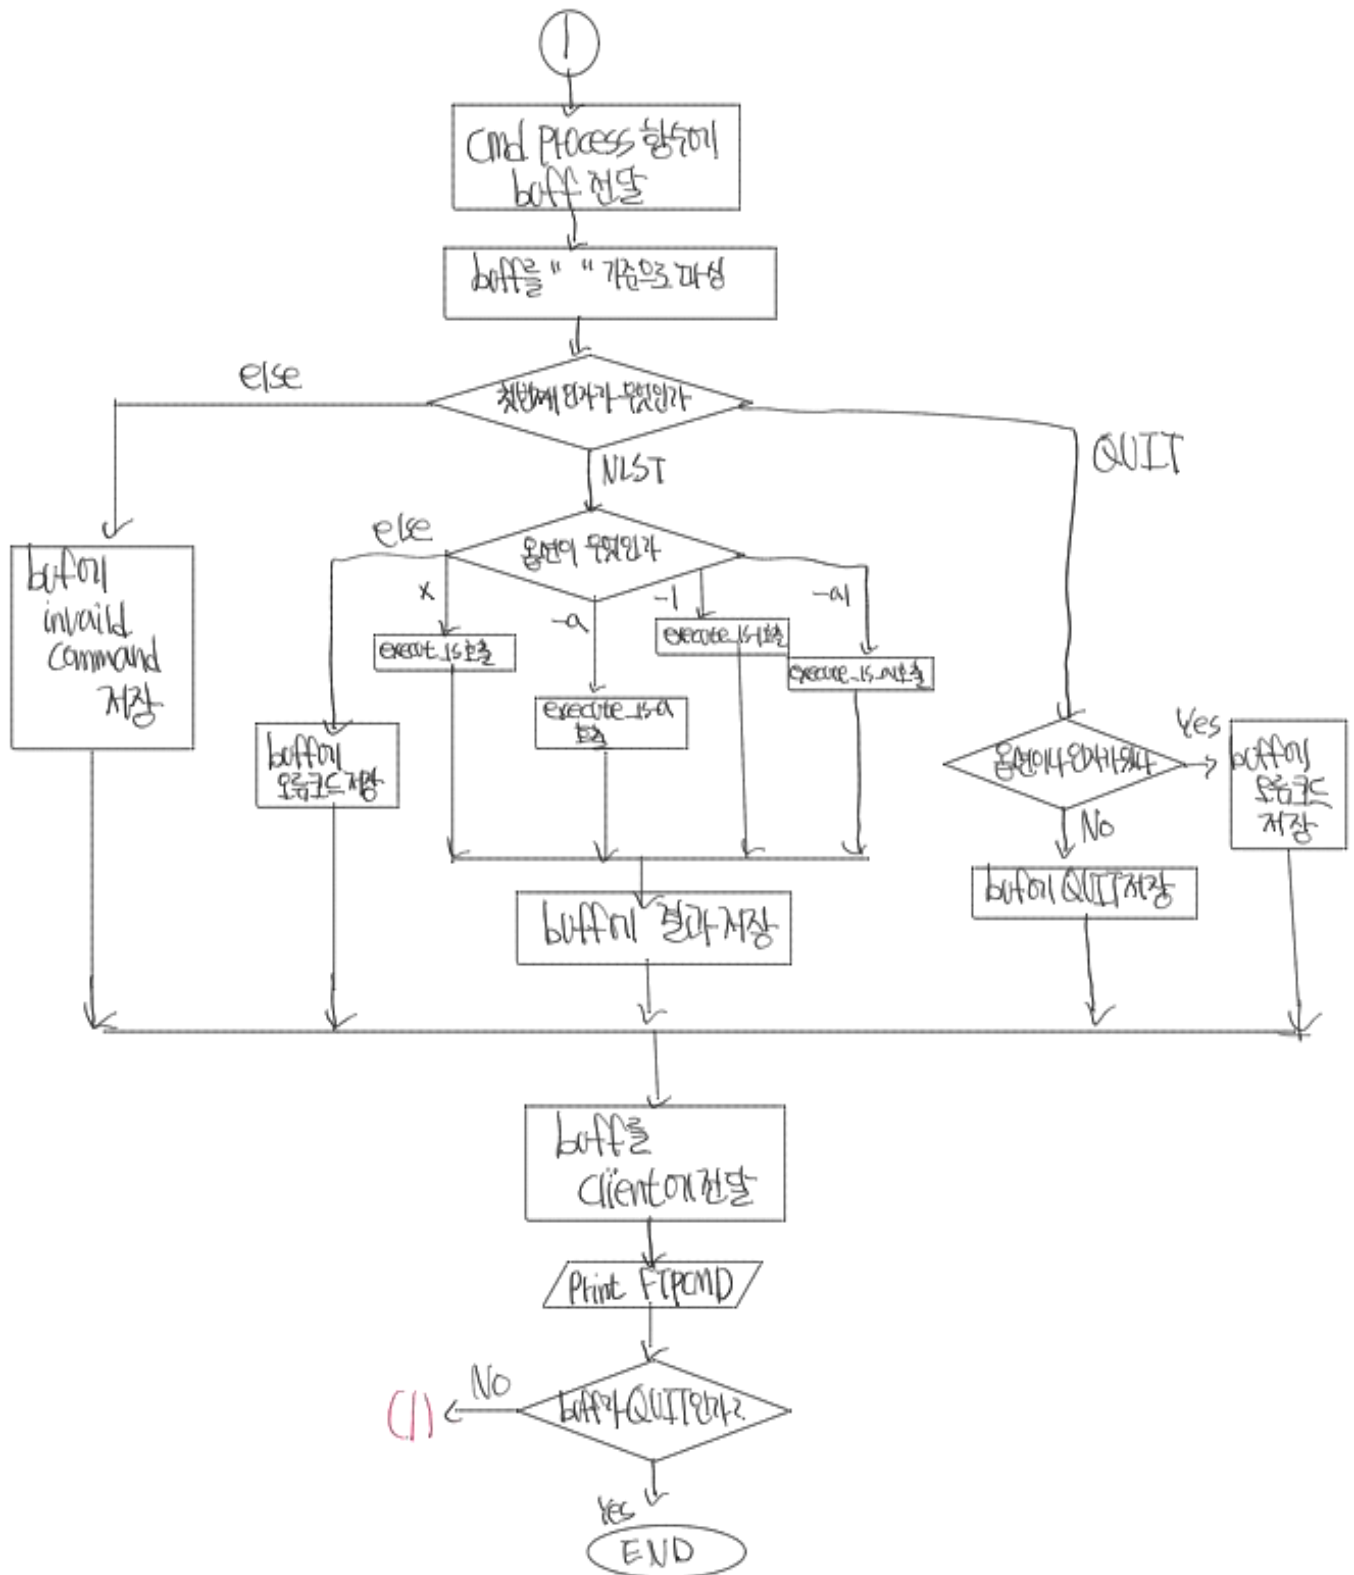 1
cmd process 함수에
buff 전달
buff를 " " 기준으로 파싱
첫번째 인자가 무엇인가
else
NLST
QUIT
옵션이 무엇인가
else
x
-a
-l
-al
buf에
invaild
command
저장
execut_ls호출
execute_ls_l호출
execute_ls_al호출
execute_ls_a
호출
buff에
오류코드 저장
옵션이나 인자가 있나
Yes
buff에
오류코드
저장
No
buf에 QUIT 저장
buff에 결과 저장
buff를
client에 전달
Print FTPCMD
buff가 QUIT인가?
No
(1)
Yes
END